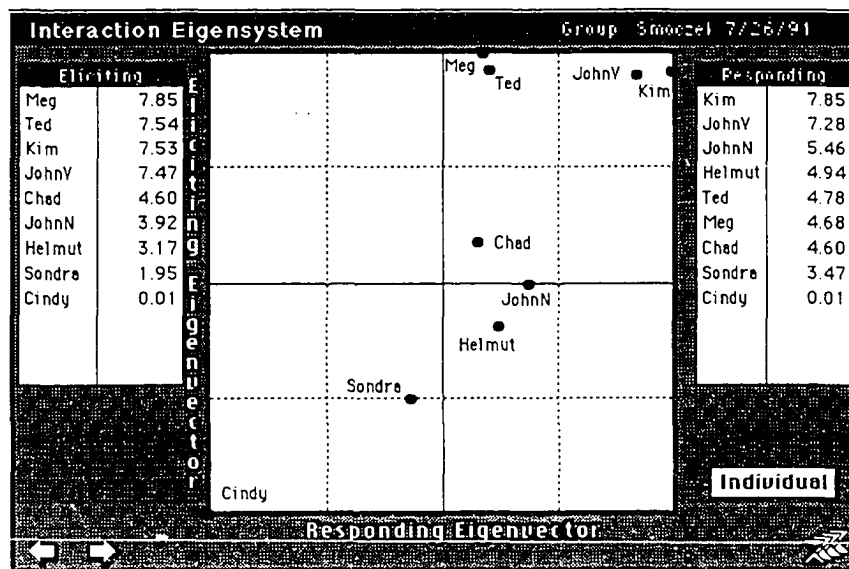 Interaction Eigensystem
Group Smoczel 7/26/91
Eliciting
Meg 7.85
Ted 7.54
Kim 7.53
JohnV 7.47
Chad 4.60
JohnN 3.92
Helmut 3.17
Sondra 1.95
Cindy 0.01
Eliciting Eigenvector
Meg
Ted
JohnV
Kim
Chad
JohnN
Helmut
Sondra
Cindy
Responding Eigenvector
Responding
Kim 7.85
JohnV 7.28
JohnN 5.46
Helmut 4.94
Ted 4.78
Meg 4.68
Chad 4.60
Sondra 3.47
Cindy 0.01
Individual